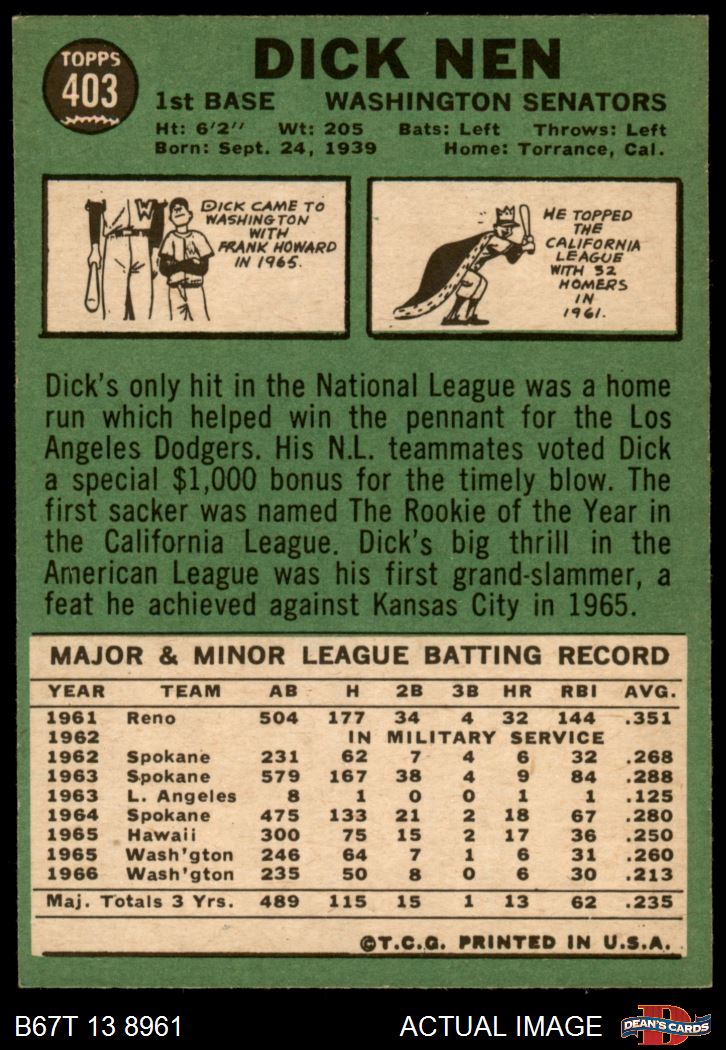 TOPPS
403
DICK NEN
1st BASE WASHINGTON SENATORS
Ht: 6'2" Wt: 205 Bats: Left Throws: Left
Born: Sept. 24, 1939 Home: Torrance, Cal.
W
DICK CAME TO
WASHINGTON
WITH
FRANK HOWARD
IN 1965.
HE TOPPED
THE
CALIFORNIA
LEAGUE
WITH 32
HOMERS
IN
1961.
Dick's only hit in the National League was a home
run which helped win the pennant for the Los
Angeles Dodgers. His N.L. teammates voted Dick
a special $1,000 bonus for the timely blow. The
first sacker was named The Rookie of the Year in
the California League. Dick's big thrill in the
American League was his first grand-slammer, a
feat he achieved against Kansas City in 1965.
MAJOR & MINOR LEAGUE BATTING RECORD
YEAR TEAM AB H 2B 3B HR RBI AVG.
1961 Reno 504 177 34 4 32 144 .351
1962 IN MILITARY SERVICE
1962 Spokane 231 62 7 4 6 32 .268
1963 Spokane 579 167 38 4 9 84 .288
1963 L. Angeles 8 1 0 0 1 1 .125
1964 Spokane 475 133 21 2 18 67 .280
1965 Hawaii 300 75 15 2 17 36 .250
1965 Wash'gton 246 64 7 1 6 31 .260
1966 Wash'gton 235 50 8 0 6 30 .213
Maj. Totals 3 Yrs. 489 115 15 1 13 62 .235
©T.C.G. PRINTED IN U.S.A.
B67T 13 8961 ACTUAL IMAGE
D
DEAN'S CARDS